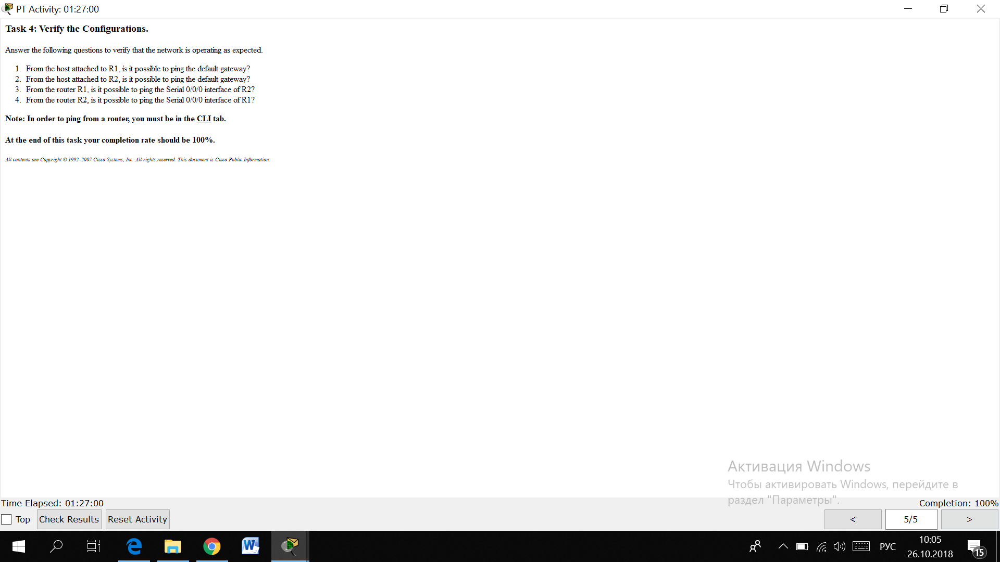 PT Activity: 01:27:00
Task 4: Verify the Configurations.
Answer the following questions to verify that the network is operating as expected.
1. From the host attached to R1, is it possible to ping the default gateway?
2. From the host attached to R2, is it possible to ping the default gateway?
3. From the router R1, is it possible to ping the Serial 0/0/0 interface of R2?
4. From the router R2, is it possible to ping the Serial 0/0/0 interface of R1?
Note: In order to ping from a router, you must be in the CLI tab.
At the end of this task your completion rate should be 100%.
All contents are Copyright © 1992–2007 Cisco Systems, Inc. All rights reserved. This document is Cisco Public Information.
Активация Windows
Чтобы активировать Windows, перейдите в
раздел "Параметры".
Time Elapsed: 01:27:00
Completion: 100%
Top
Check Results
Reset Activity
<
5/5
>
W
РУС
10:05
26.10.2018
15